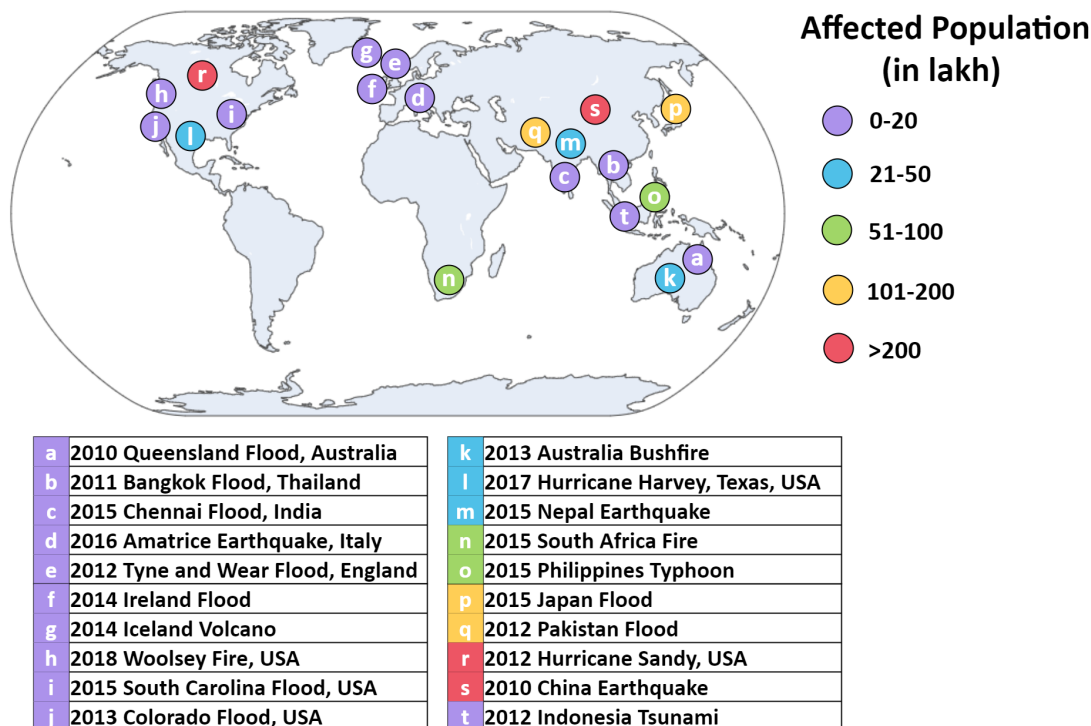 Affected Population
(in lakh)
0-20
21-50
51-100
101-200
>200
g
e
r
f
h
d
i
j
l
s
p
q
m
b
c
o
t
a
n
k
a 2010 Queensland Flood, Australia
b 2011 Bangkok Flood, Thailand
c 2015 Chennai Flood, India
d 2016 Amatrice Earthquake, Italy
e 2012 Tyne and Wear Flood, England
f 2014 Ireland Flood
g 2014 Iceland Volcano
h 2018 Woolsey Fire, USA
i 2015 South Carolina Flood, USA
j 2013 Colorado Flood, USA
k 2013 Australia Bushfire
l 2017 Hurricane Harvey, Texas, USA
m 2015 Nepal Earthquake
n 2015 South Africa Fire
o 2015 Philippines Typhoon
p 2015 Japan Flood
q 2012 Pakistan Flood
r 2012 Hurricane Sandy, USA
s 2010 China Earthquake
t 2012 Indonesia Tsunami